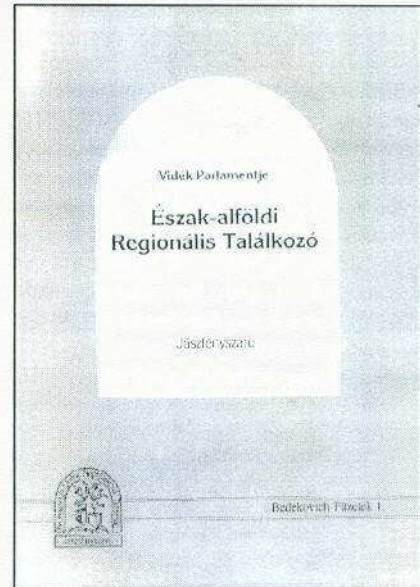 Vidék Parlamentje
Észak-alföldi
Regionális Találkozó
Jászfényszaru
Bedekovich Füzetek 1